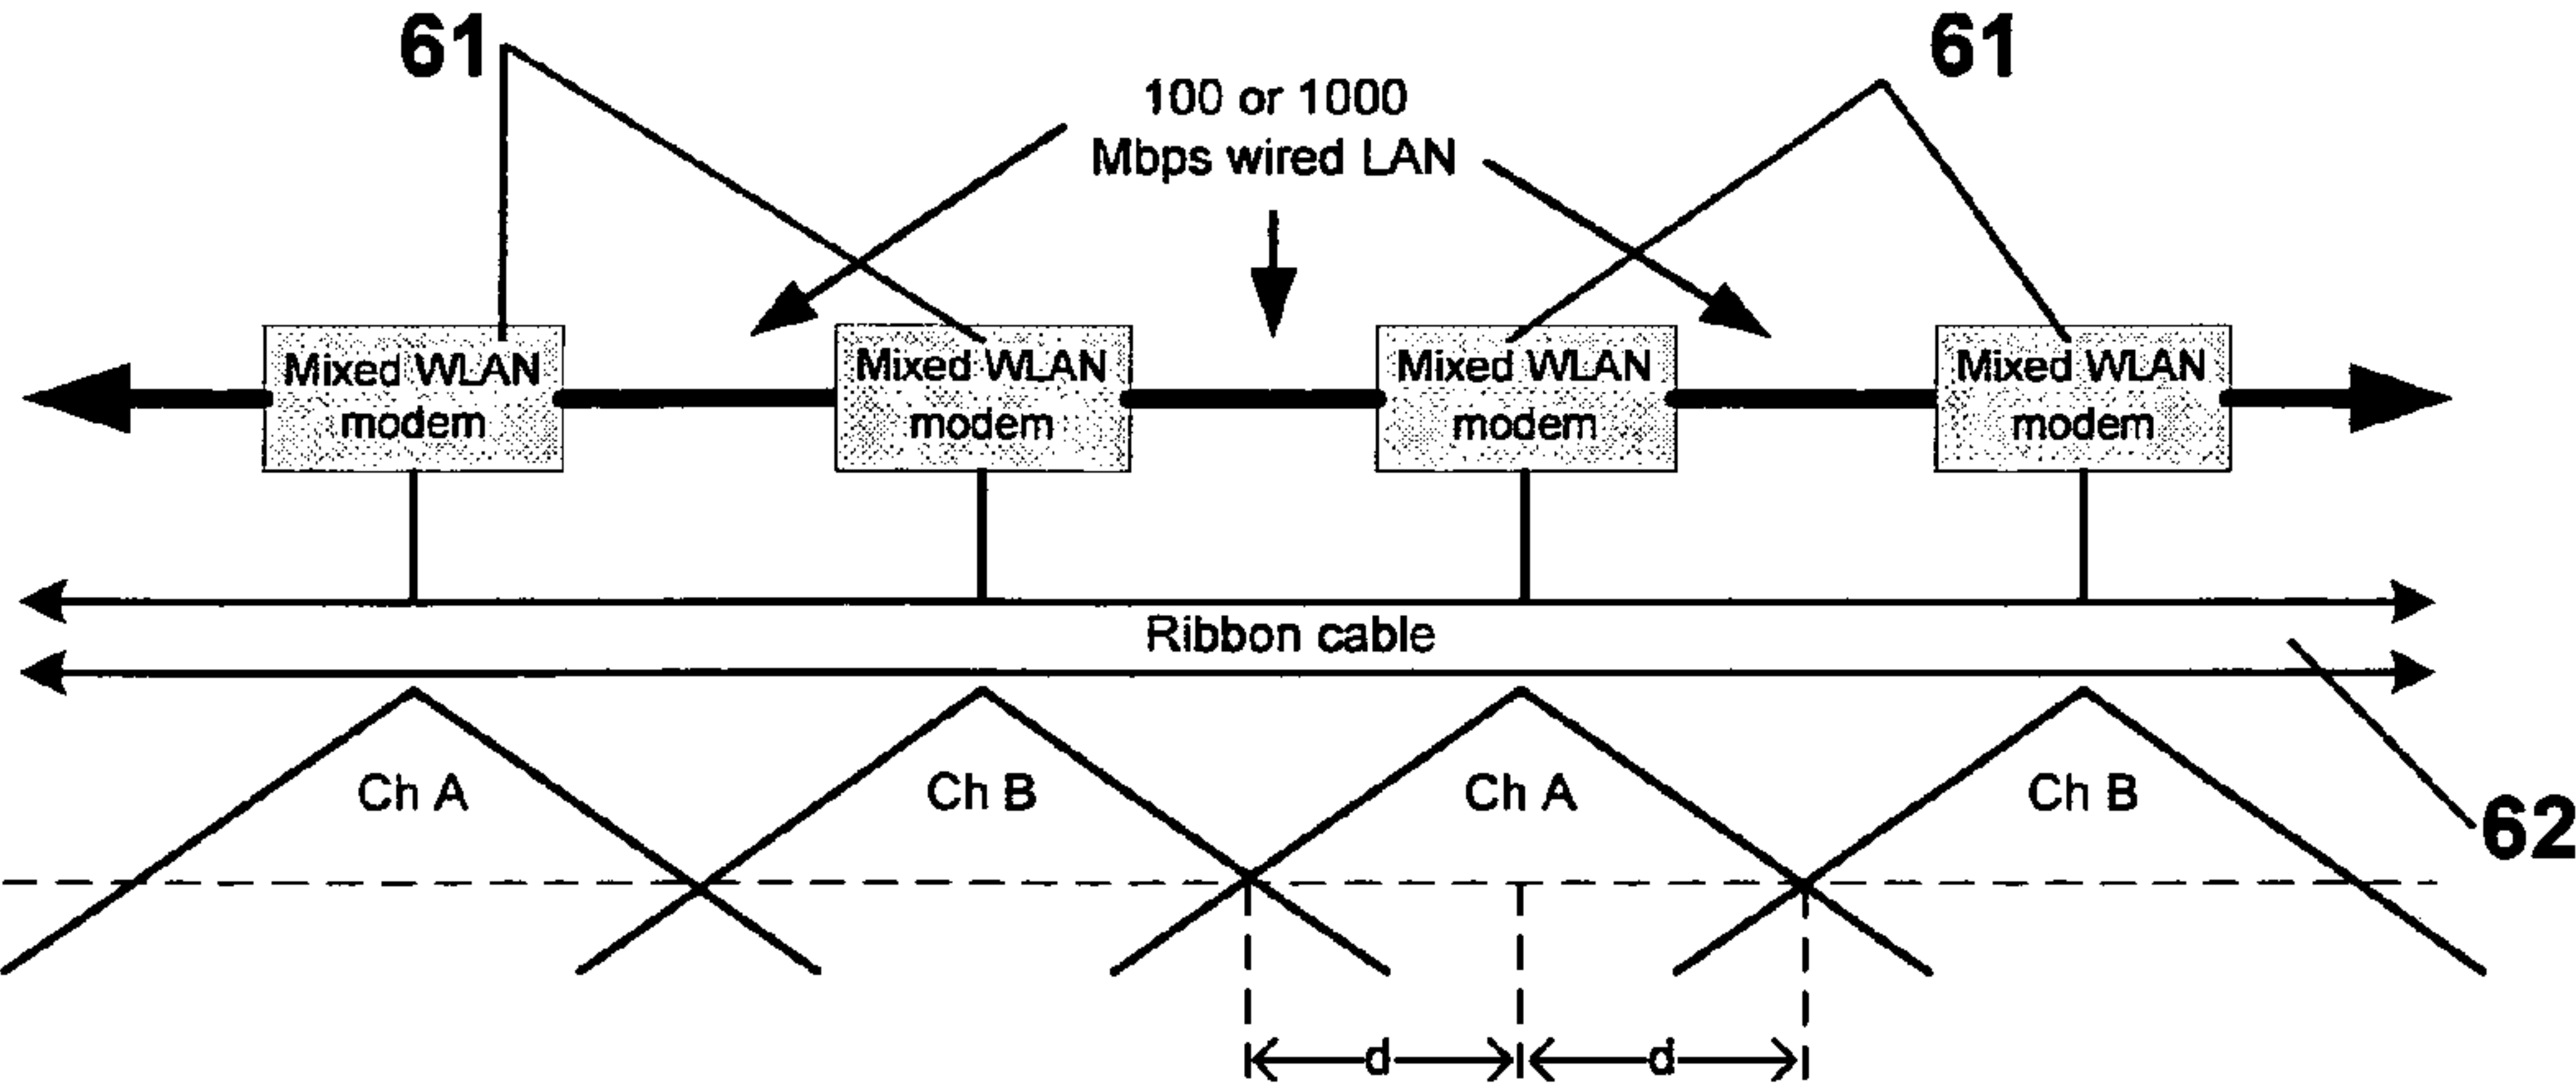 61
61
100 or 1000
Mbps wired LAN
Mixed WLAN
modem
Mixed WLAN
modem
Mixed WLAN
modem
Mixed WLAN
modem
Ribbon cable
Ch A
Ch B
Ch A
Ch B
62
d
d